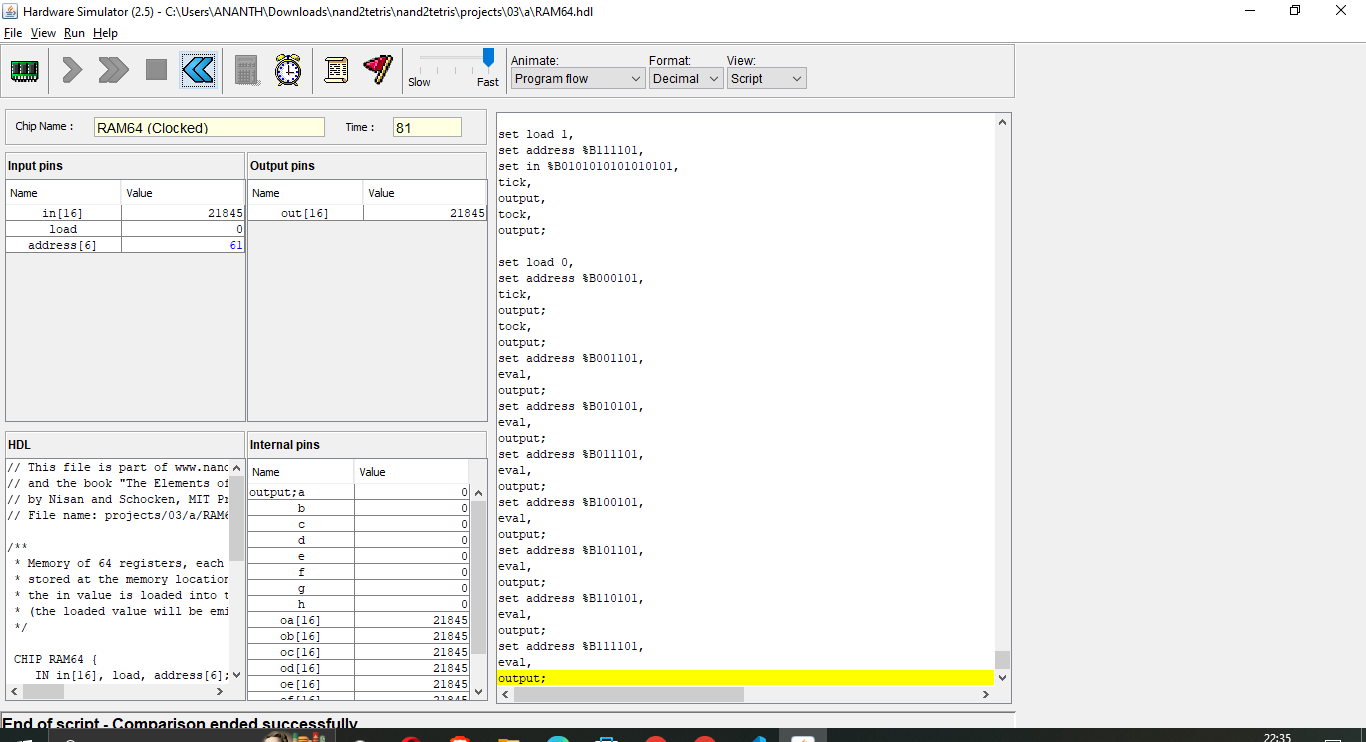 Hardware Simulator (2.5) - C:\Users\ANANTH\Downloads\nand2tetris\nand2tetris\projects\03\a\RAM64.hdl
File View Run Help
Slow Fast
Animate: Format: View:
Program flow Decimal Script
Chip Name : RAM64 (Clocked) Time : 81
Input pins
Name Value
in[16] 21845
load 0
address[6] 61
Output pins
Name Value
out[16] 21845
HDL
// This file is part of www.nand
// and the book "The Elements of
// by Nisan and Schocken, MIT Pr
// File name: projects/03/a/RAM6
/**
* Memory of 64 registers, each
* stored at the memory location
* the in value is loaded into t
* (the loaded value will be emi
*/
CHIP RAM64 {
IN in[16], load, address[6];
Internal pins
Name Value
output;a 0
b 0
c 0
d 0
e 0
f 0
g 0
h 0
oa[16] 21845
ob[16] 21845
oc[16] 21845
od[16] 21845
oe[16] 21845
of[16] 21845
set load 1,
set address %B111101,
set in %B0101010101010101,
tick,
output,
tock,
output;
set load 0,
set address %B000101,
tick,
output;
tock,
output;
set address %B001101,
eval,
output;
set address %B010101,
eval,
output;
set address %B011101,
eval,
output;
set address %B100101,
eval,
output;
set address %B101101,
eval,
output;
set address %B110101,
eval,
output;
set address %B111101,
eval,
output;
End of script - Comparison ended successfully
22:35